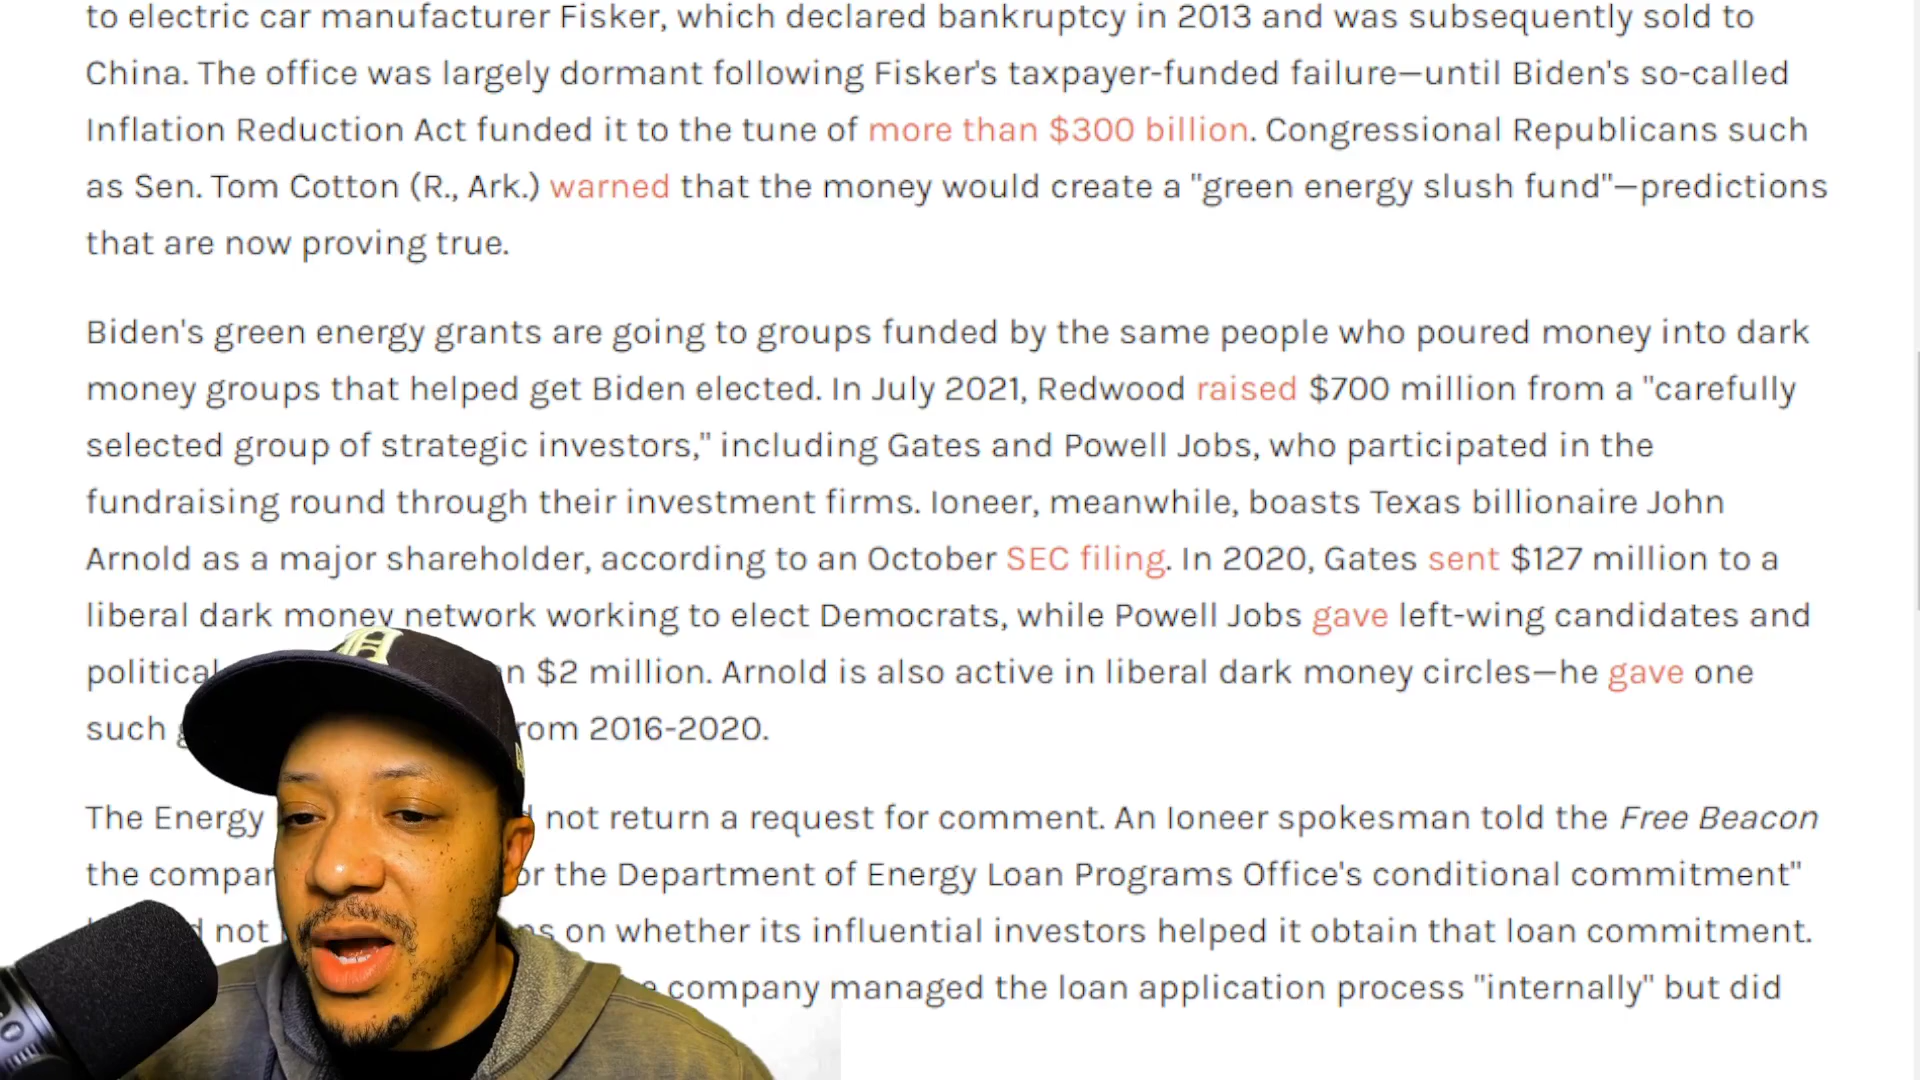 to electric car manufacturer Fisker, which declared bankruptcy in 2013 and was subsequently sold to
China. The office was largely dormant following Fisker's taxpayer-funded failure—until Biden's so-called
Inflation Reduction Act funded it to the tune of more than $300 billion. Congressional Republicans such
as Sen. Tom Cotton (R., Ark.) warned that the money would create a "green energy slush fund"—predictions
that are now proving true.
Biden's green energy grants are going to groups funded by the same people who poured money into dark
money groups that helped get Biden elected. In July 2021, Redwood raised $700 million from a "carefully
selected group of strategic investors," including Gates and Powell Jobs, who participated in the
fundraising round through their investment firms. Ioneer, meanwhile, boasts Texas billionaire John
Arnold as a major shareholder, according to an October SEC filing. In 2020, Gates sent $127 million to a
liberal dark money network working to elect Democrats, while Powell Jobs gave left-wing candidates and
$2 million. Arnold is also active in liberal dark money circles—he gave one
such 2016-2020.
The Energy not return a request for comment. An Ioneer spokesman told the Free Beacon
the the Department of Energy Loan Programs Office's conditional commitment"
not on whether its influential investors helped it obtain that loan commitment.
company managed the loan application process "internally" but did